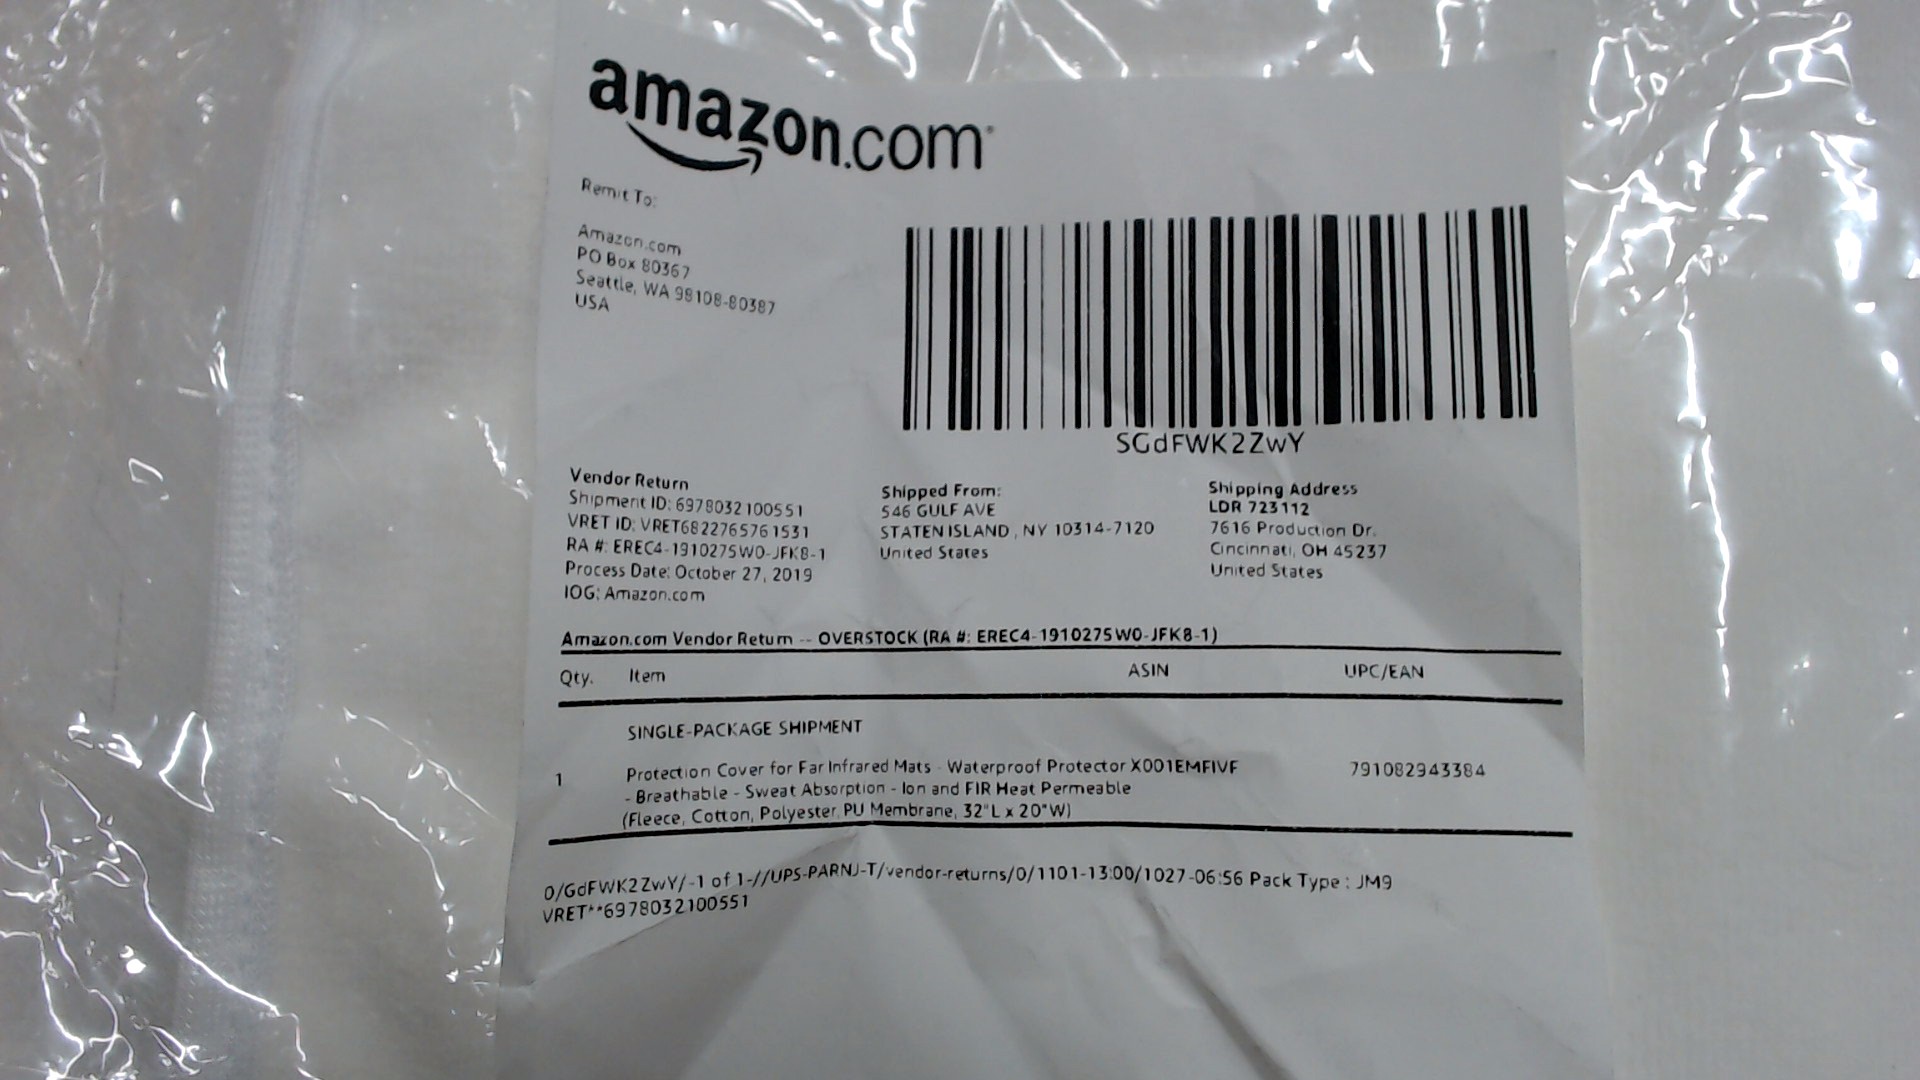 amazon.com
Remit To:
Amazon.com
PO Box 80367
Seattle, WA 98108-80387
USA
SGdFWK2ZwY
Vendor Return
Shipment ID: 6978032100551
VRET ID: VRET6822765761531
RA #: EREC4-1910275W0-JFK8-1
Process Date: October 27, 2019
IOG: Amazon.com
Shipped From:
546 GULF AVE
STATEN ISLAND , NY 10314-7120
United States
Shipping Address
LDR 723112
7616 Production Dr.
Cincinnati, OH 45237
United States
Amazon.com Vendor Return -- OVERSTOCK (RA #: EREC4-1910275W0-JFK8-1)
Qty. Item ASIN UPC/EAN
SINGLE-PACKAGE SHIPMENT
1 Protection Cover for Far Infrared Mats - Waterproof Protector X001EMFIVF 791082943384
- Breathable - Sweat Absorption - Ion and FIR Heat Permeable
(Fleece, Cotton, Polyester, PU Membrane, 32"L x 20"W)
0/GdFWK2ZwY/-1 of 1-//UPS-PARNJ-T/vendor-returns/0/1101-13:00/1027-06:56 Pack Type : JM9
VRET**6978032100551